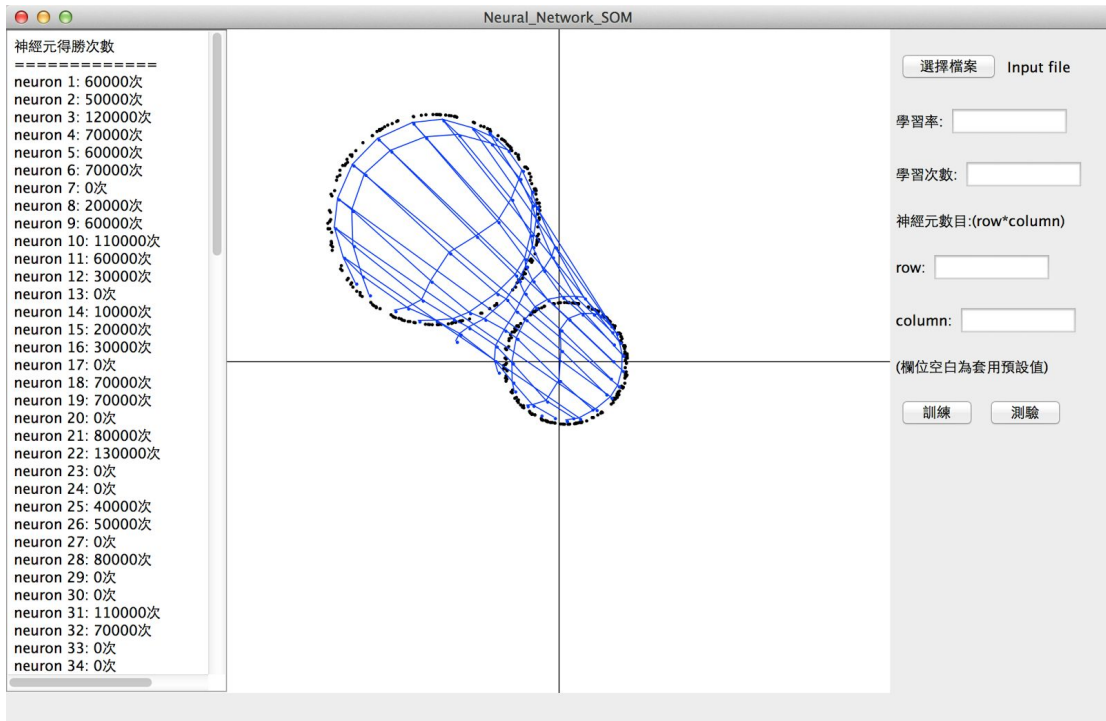 Neural_Network_SOM
神經元得勝次數
==============
neuron 1: 60000次
neuron 2: 50000次
neuron 3: 120000次
neuron 4: 70000次
neuron 5: 60000次
neuron 6: 70000次
neuron 7: 0次
neuron 8: 20000次
neuron 9: 60000次
neuron 10: 110000次
neuron 11: 60000次
neuron 12: 30000次
neuron 13: 0次
neuron 14: 10000次
neuron 15: 20000次
neuron 16: 30000次
neuron 17: 0次
neuron 18: 70000次
neuron 19: 70000次
neuron 20: 0次
neuron 21: 80000次
neuron 22: 130000次
neuron 23: 0次
neuron 24: 0次
neuron 25: 40000次
neuron 26: 50000次
neuron 27: 0次
neuron 28: 80000次
neuron 29: 0次
neuron 30: 0次
neuron 31: 110000次
neuron 32: 70000次
neuron 33: 0次
neuron 34: 0次
選擇檔案 Input file
學習率:
學習次數:
神經元數目:(row*column)
row:
column:
(欄位空白為套用預設值)
訓練 測驗